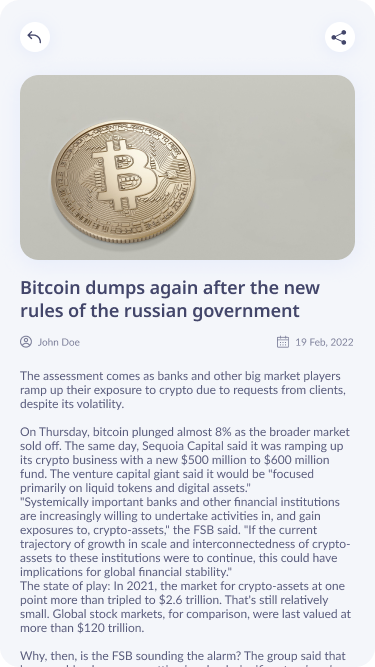 Bitcoin dumps again after the new
rules of the russian government
John Doe
19 Feb, 2022
The assessment comes as banks and other big market players
ramp up their exposure to crypto due to requests from clients,
despite its volatility.
On Thursday, bitcoin plunged almost 8% as the broader market
sold off. The same day, Sequoia Capital said it was ramping up
its crypto business with a new $500 million to $600 million
fund. The venture capital giant said it would be "focused
primarily on liquid tokens and digital assets."
"Systemically important banks and other financial institutions
are increasingly willing to undertake activities in, and gain
exposures to, crypto-assets," the FSB said. "If the current
trajectory of growth in scale and interconnectedness of crypto-
assets to these institutions were to continue, this could have
implications for global financial stability."
The state of play: In 2021, the market for crypto-assets at one
point more than tripled to $2.6 trillion. That's still relatively
small. Global stock markets, for comparison, were last valued at
more than $120 trillion.
Why, then, is the FSB sounding the alarm? The group said that